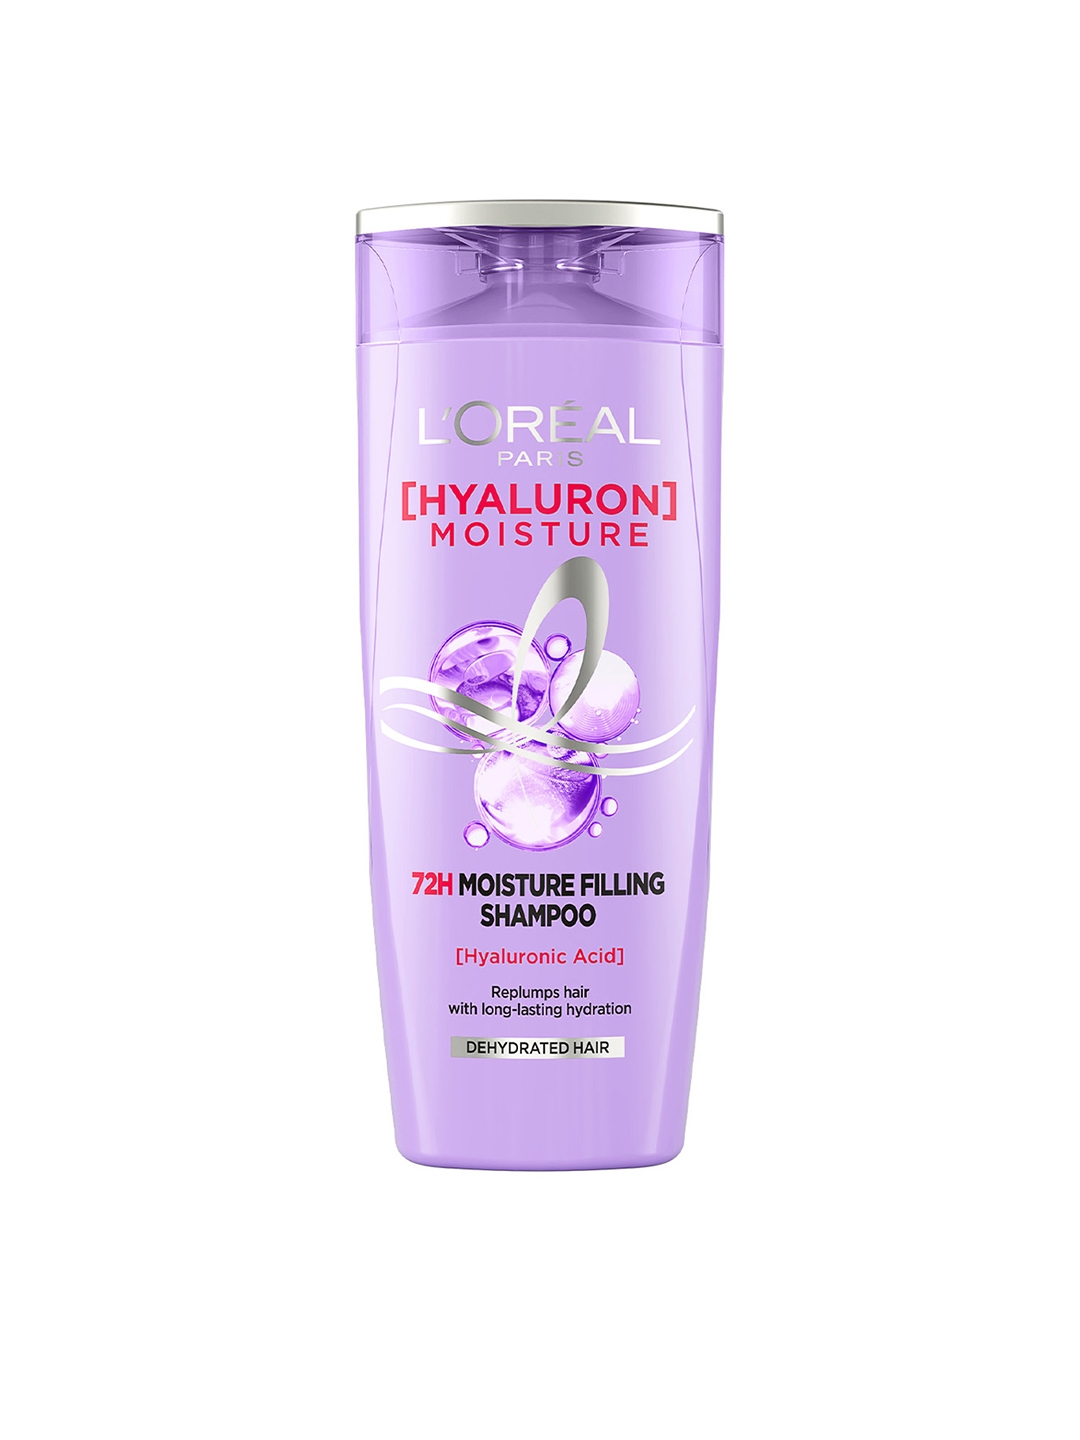 L'ORÉAL
PARIS
[HYALURON]
MOISTURE
72H MOISTURE FILLING
SHAMPOO
[Hyaluronic Acid]
Replumps hair
with long-lasting hydration
DEHYDRATED HAIR